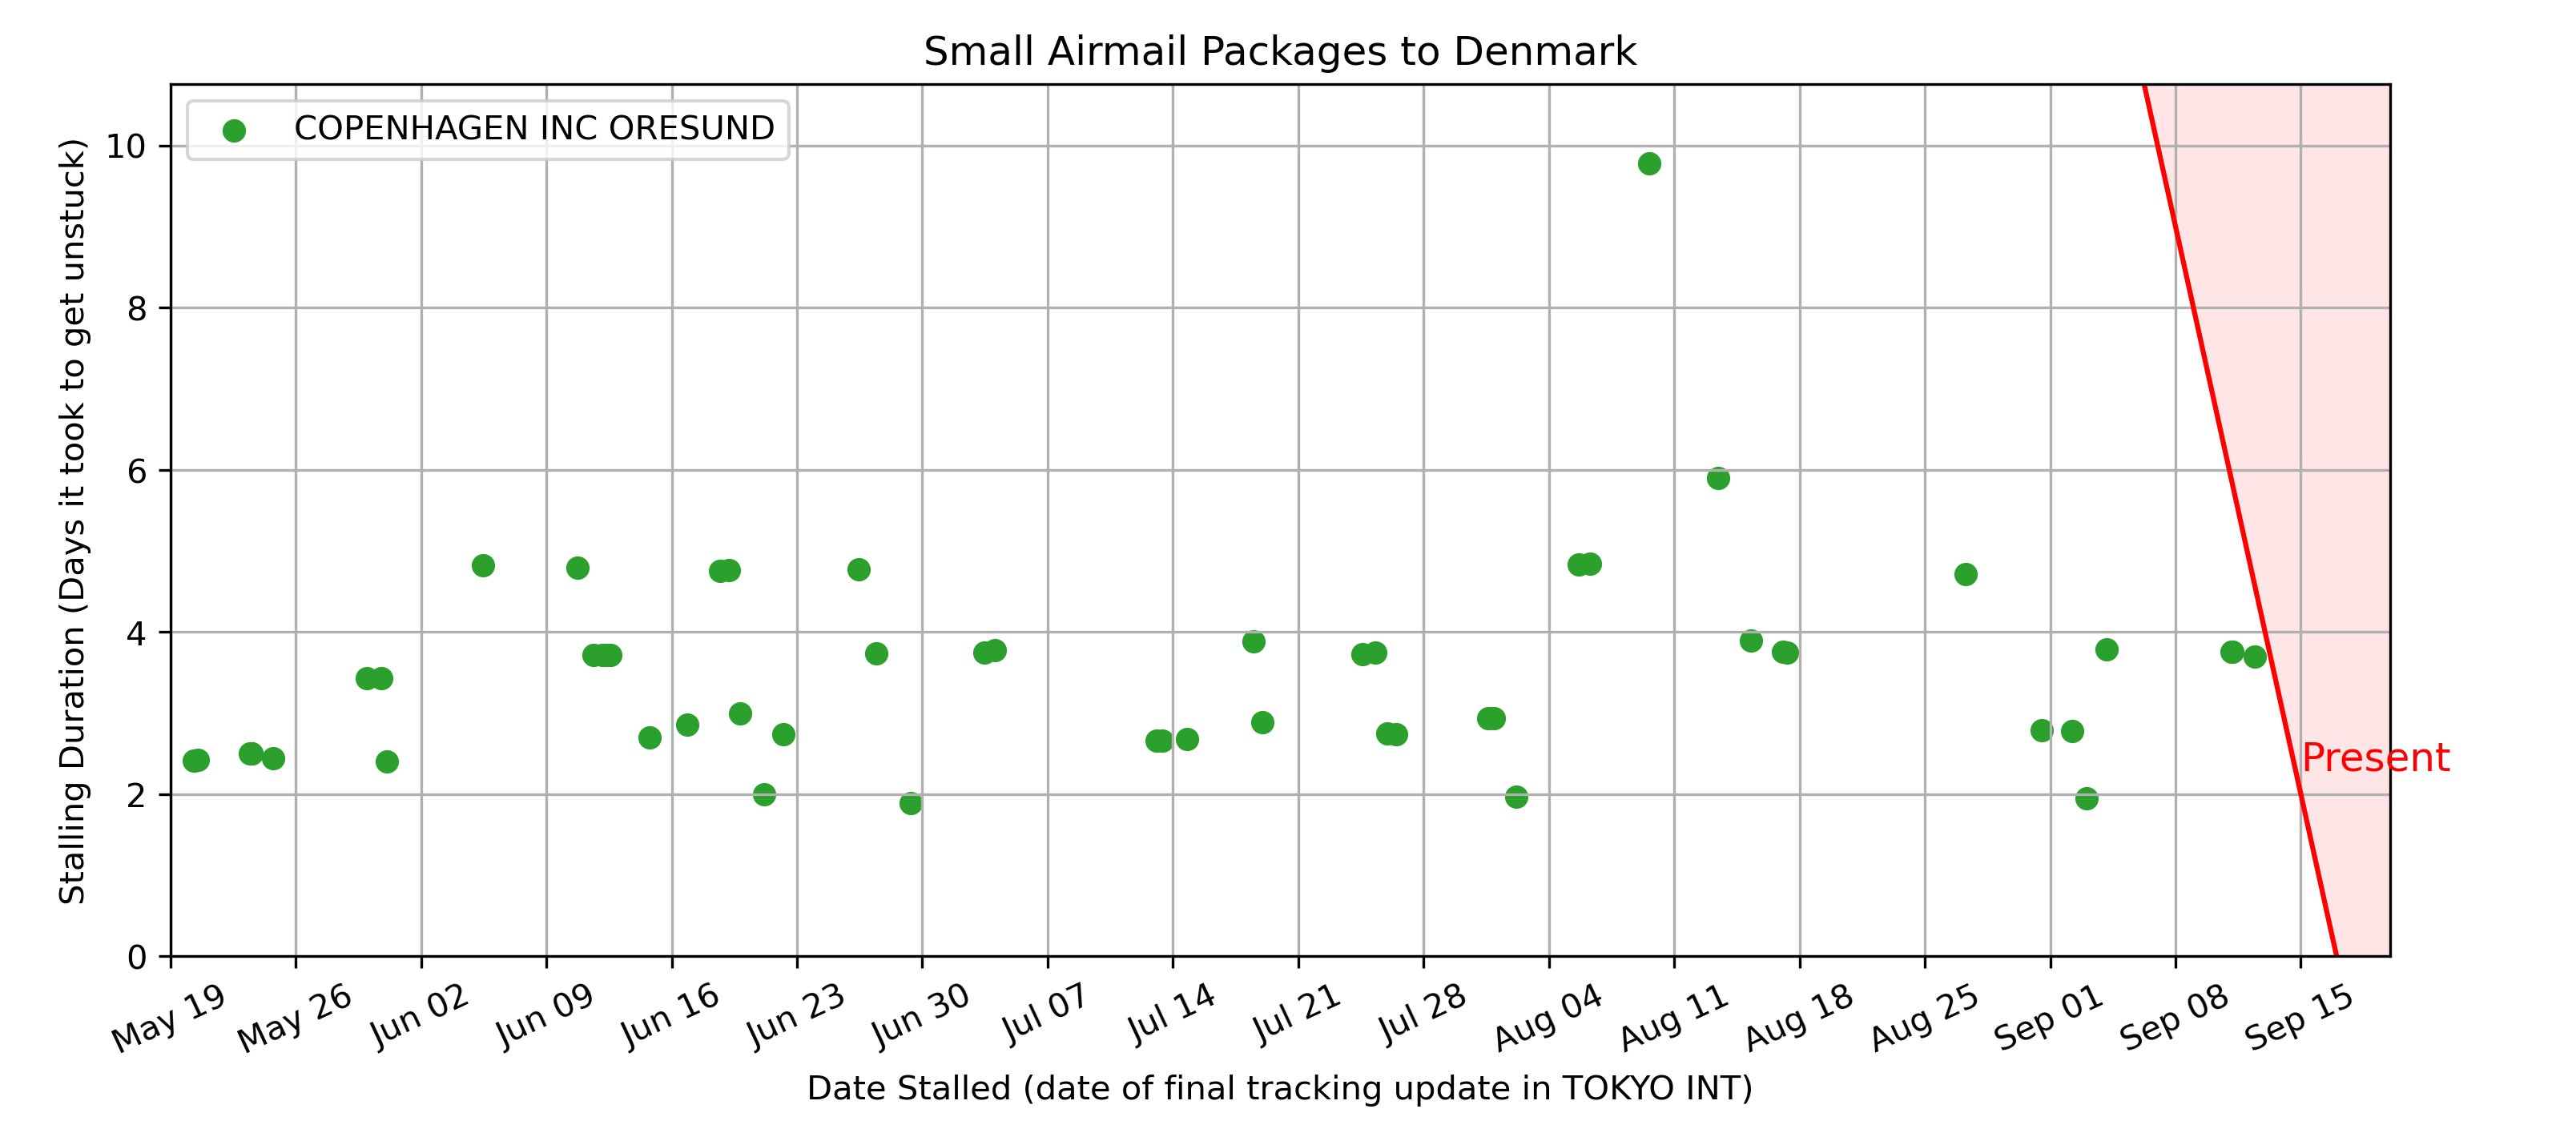 Small Airmail Packages to Denmark
COPENHAGEN INC ORESUND
Stalling Duration (Days it took to get unstuck)
10
8
6
4
2
0
Present
May 19
May 26
Jun 02
Jun 09
Jun 16
Jun 23
Jun 30
Jul 07
Jul 14
Jul 21
Jul 28
Aug 04
Aug 11
Aug 18
Aug 25
Sep 01
Sep 08
Sep 15
Date Stalled (date of final tracking update in TOKYO INT)